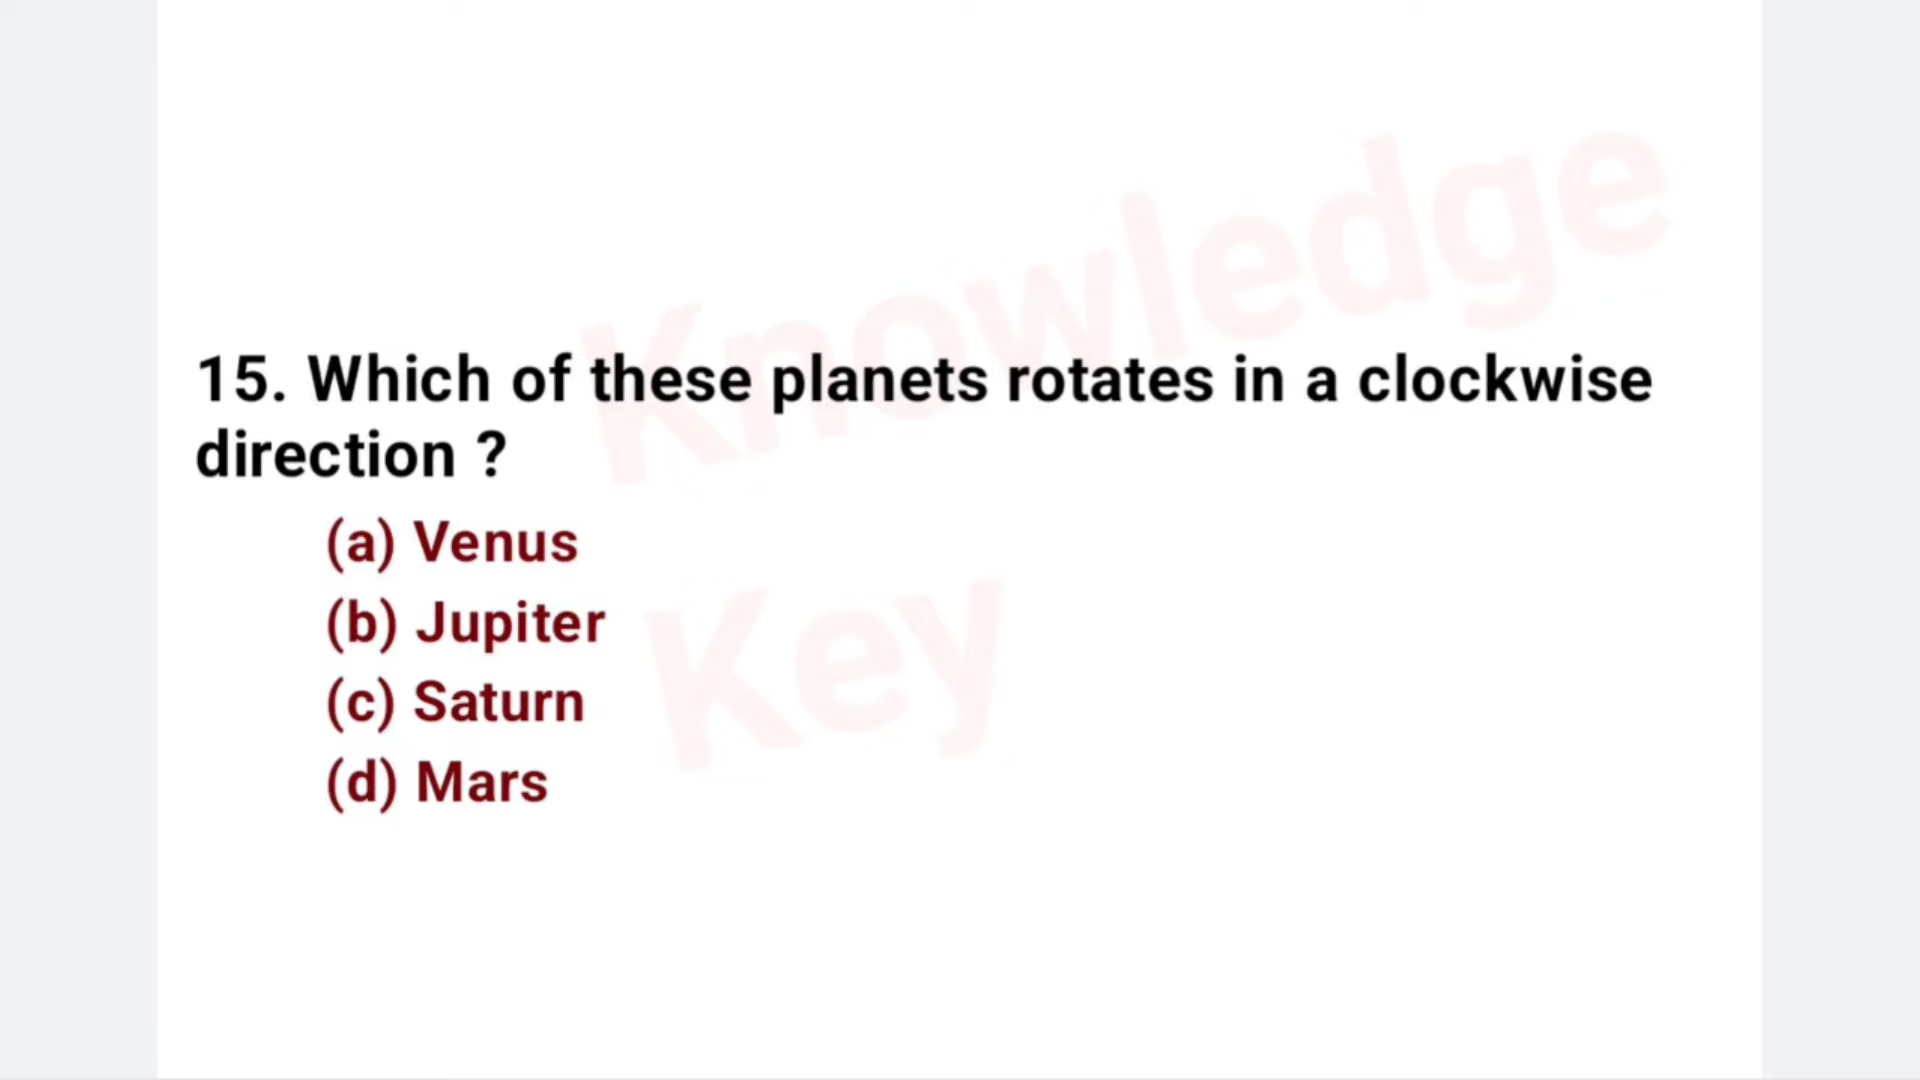 Knowledge
15. Which of these planets rotates in a clockwise
direction ?
(a) Venus
(b) Jupiter
Key
(c) Saturn
(d) Mars